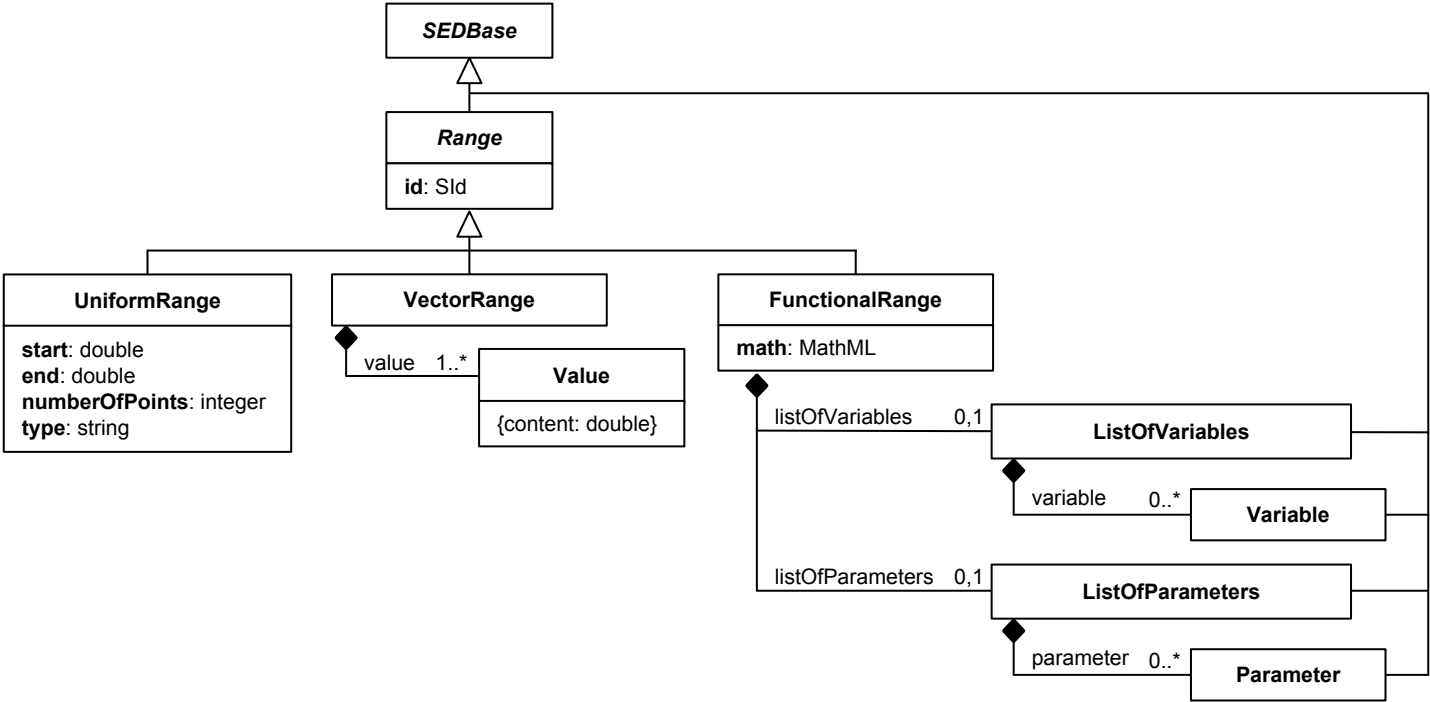 SEDBase
Range
id: SId
UniformRange
start: double
end: double
numberOfPoints: integer
type: string
VectorRange
value 1..*
Value
{content: double}
FunctionalRange
math: MathML
listOfVariables 0,1
ListOfVariables
variable 0..*
Variable
listOfParameters 0,1
ListOfParameters
parameter 0..*
Parameter